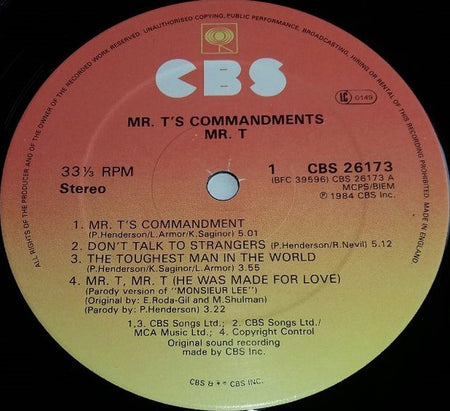 ALL RIGHTS OF THE PRODUCER AND OF THE OWNER OF THE RECORDED WORK RESERVED. UNAUTHORISED COPYING, PUBLIC PERFORMANCE, BROADCASTING, HIRING OR RENTAL OF THIS RECORDING PROHIBITED. MADE IN ENGLAND
CBS
LC 0149
MR. T'S COMMANDMENTS
MR. T
33⅓ RPM 1 CBS 26173
Stereo (BFC 39596) CBS 26173 A
MCPS/BIEM
℗ 1984 CBS Inc.
1. MR. T'S COMMANDMENT
(P.Henderson/L.Armor/K.Saginor) 5.01
2. DON'T TALK TO STRANGERS (P.Henderson/R.Nevil) 5.12
3. THE TOUGHEST MAN IN THE WORLD
(P.Henderson/K.Saginor/L.Armor) 3.55
4. MR. T, MR. T (HE WAS MADE FOR LOVE)
(Parody version of "MONSIEUR LEE")
(Original by: E.Roda-Gil and M.Shulman)
(Parody by: P.Henderson) 3.22
1,3. CBS Songs Ltd.; 2. CBS Songs Ltd./
MCA Music Ltd.; 4. Copyright Control
Original sound recording
made by CBS Inc.
CBS & CBS INC.